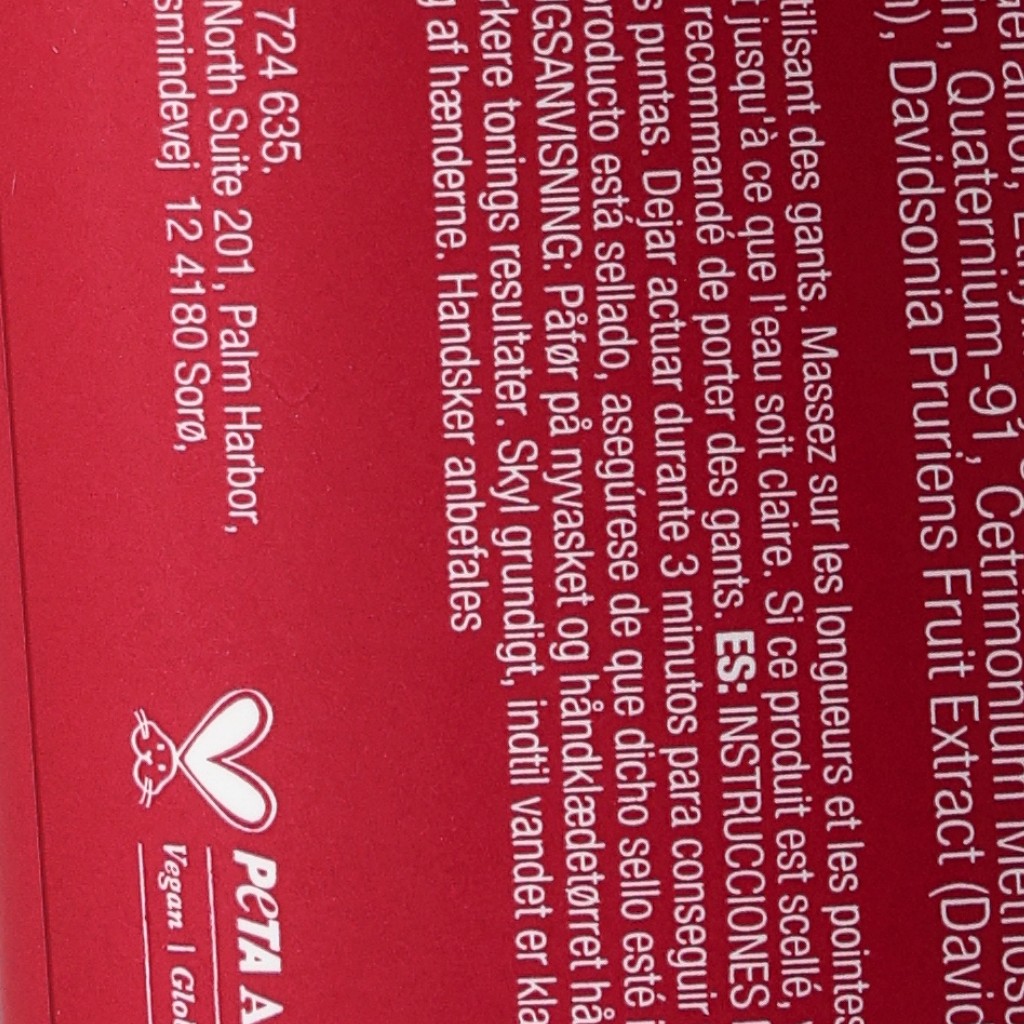 in, Quaternium-91, Cetrimonium
), Davidsonia Pruriens Fruit Extract
tilisant des gants. Massez sur les longueurs et les pointes
jusqu'à ce que l'eau soit claire. Si ce produit est scellé,
recommandé de porter des gants. ES: INSTRUCCIONES
s puntas. Dejar actuar durante 3 minutos para conseguir
producto está sellado, asegúrese de que dicho sello esté
IGSANVISNING: Påfør på nyvasket og håndklædetørret hå
rkere tonings resultater. Skyl grundigt, indtil vandet er kla
g af hænderne. Handsker anbefales
724 635.
North Suite 201, Palm Harbor,
smindevej 12 4180 Sorø,
PETA A
Vegan | Glo